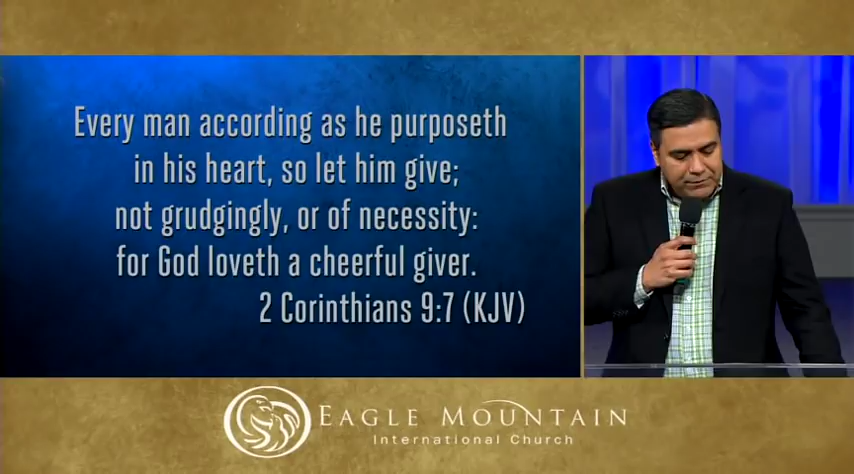 Every man according as he purposeth
in his heart, so let him give;
not grudgingly, or of necessity:
for God loveth a cheerful giver.
2 Corinthians 9:7 (KJV)
EAGLE MOUNTAIN
International Church